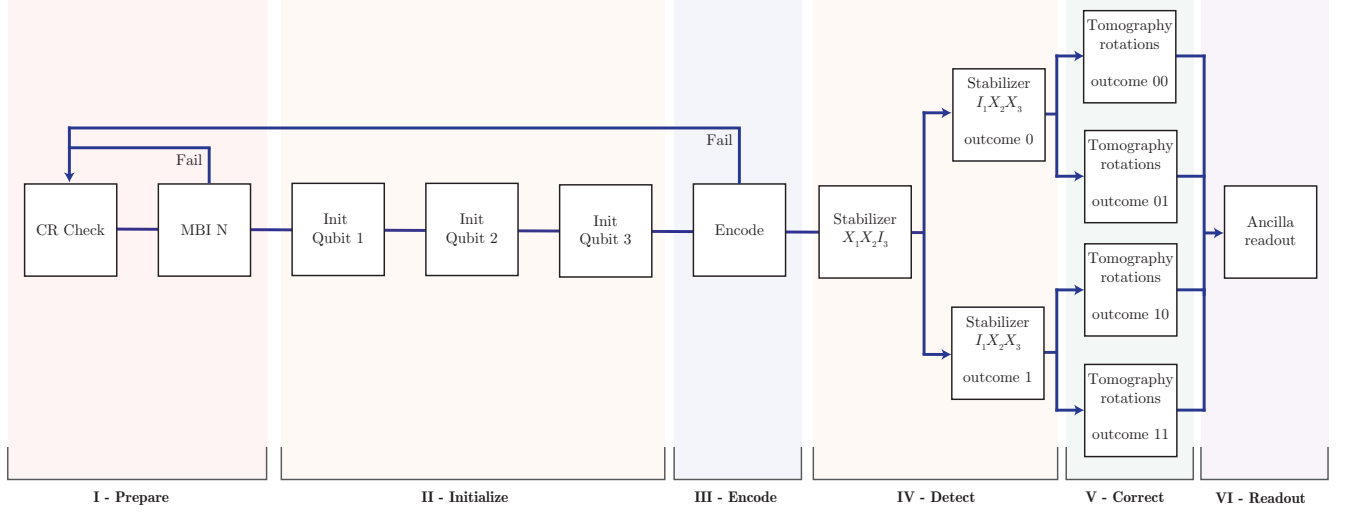 Fail
Fail
CR Check
MBI N
Init
Qubit 1
Init
Qubit 2
Init
Qubit 3
Encode
Stabilizer
X₁X₂I₃
Stabilizer
I₁X₂X₃
outcome 0
Stabilizer
I₁X₂X₃
outcome 1
Tomography
rotations
outcome 00
Tomography
rotations
outcome 01
Tomography
rotations
outcome 10
Tomography
rotations
outcome 11
Ancilla
readout
I - Prepare
II - Initialize
III - Encode
IV - Detect
V - Correct
VI - Readout